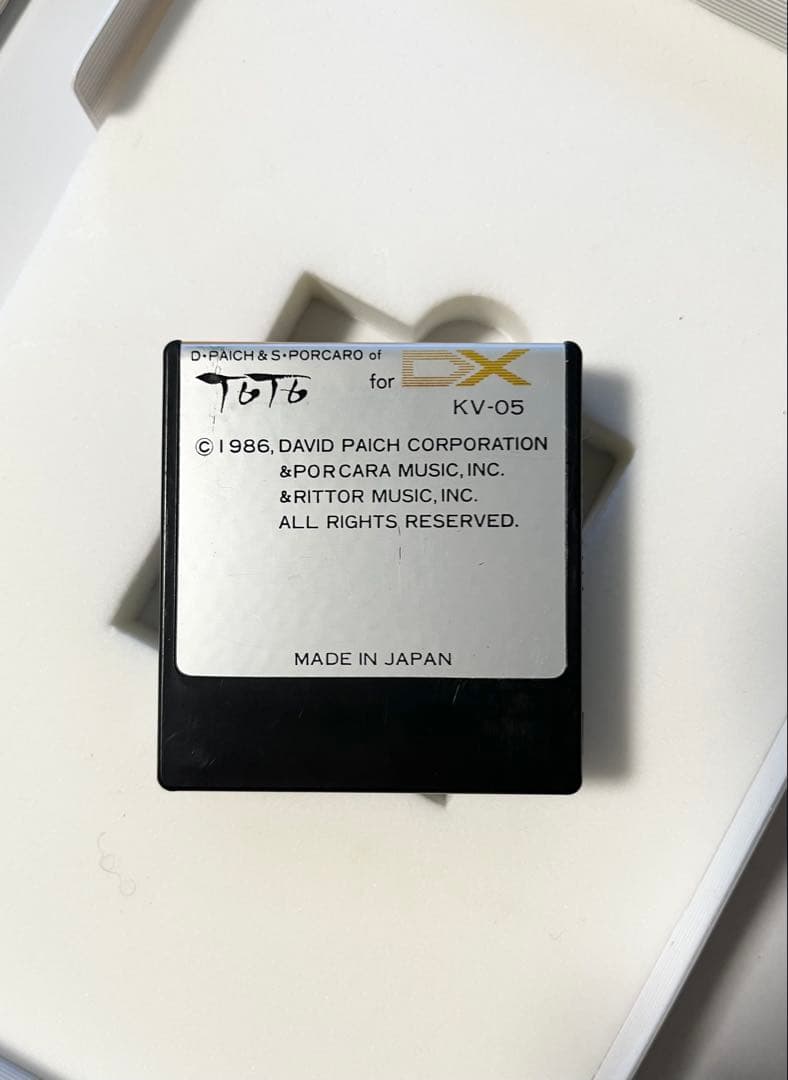 D•PAICH & S•PORCARO of
TOTO for DX
KV-05
© 1986, DAVID PAICH CORPORATION
& PORCARA MUSIC, INC.
& RITTOR MUSIC, INC.
ALL RIGHTS RESERVED.
MADE IN JAPAN